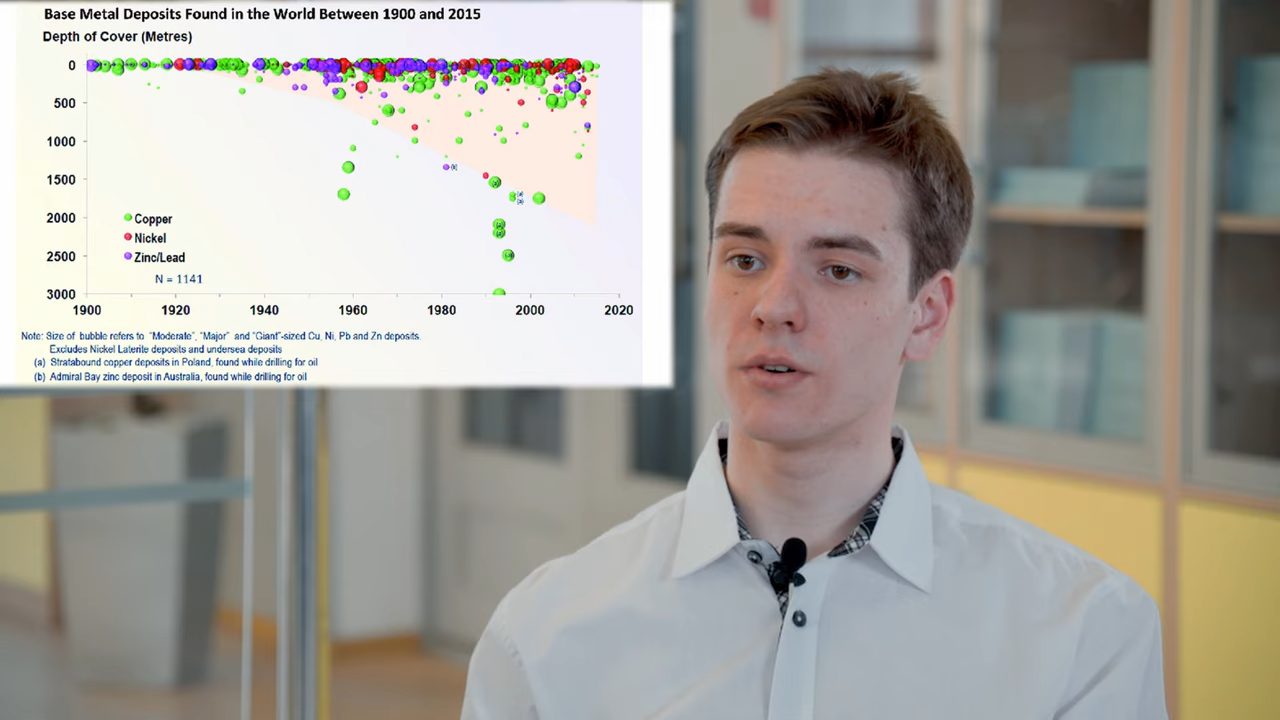 Base Metal Deposits Found in the World Between 1900 and 2015
Depth of Cover (Metres)
0
500
1000
1500
2000
2500
3000
Copper
Nickel
Zinc/Lead
N = 1141
1900 1920 1940 1960 1980 2000 2020
Note: Size of bubble refers to "Moderate", "Major" and "Giant"-sized Cu, Ni, Pb and Zn deposits.
Excludes Nickel Laterite deposits and undersea deposits
(a) Stratabound copper deposits in Poland, found while drilling for oil
(b) Admiral Bay zinc deposit in Australia, found while drilling for oil